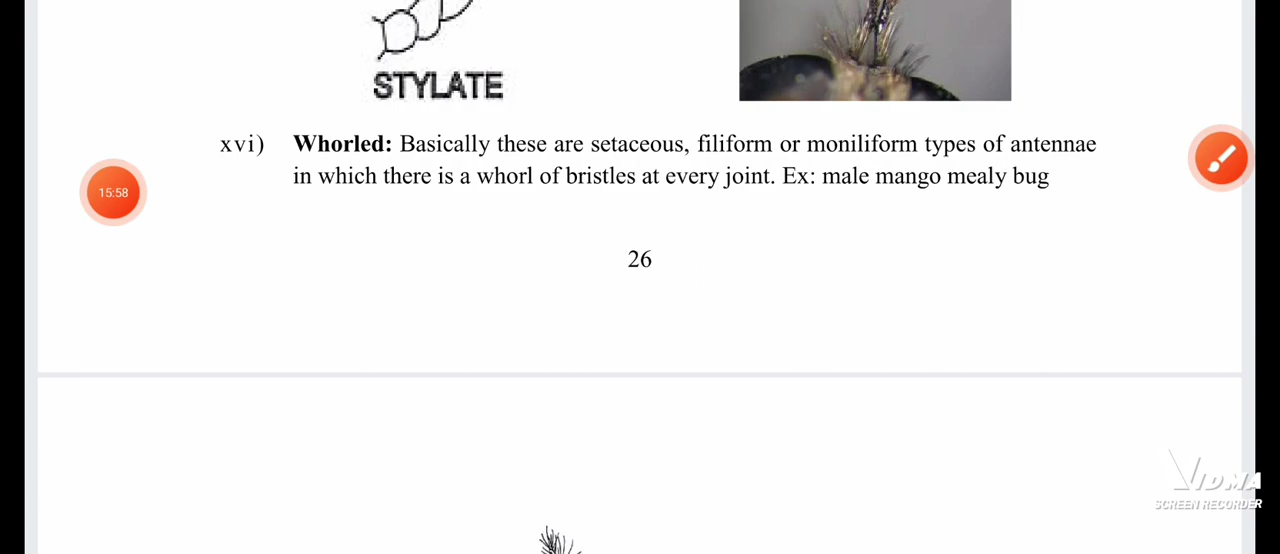 STYLATE
xvi) Whorled: Basically these are setaceous, filiform or moniliform types of antennae
in which there is a whorl of bristles at every joint. Ex: male mango mealy bug
15:58
26
VIDMA
SCREEN RECORDER